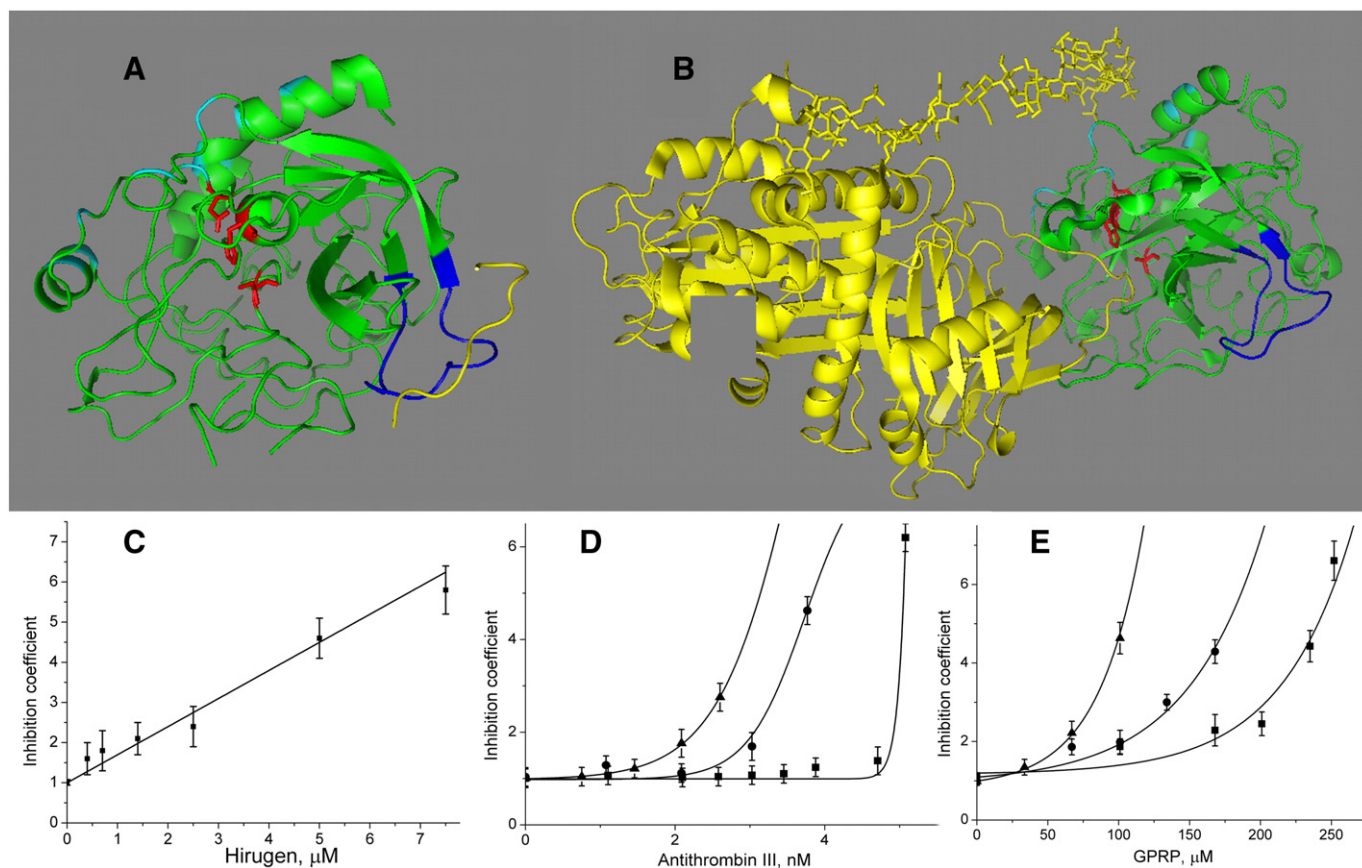 A
B
C
Inhibition coefficient
7
6
5
4
3
2
1
0
0 1 2 3 4 5 6 7
Hirugen, μM
D
Inhibition coefficient
6
4
2
0
0 2 4
Antithrombin III, nM
E
Inhibition coefficient
6
4
2
0
0 50 100 150 200 250
GPRP, μM